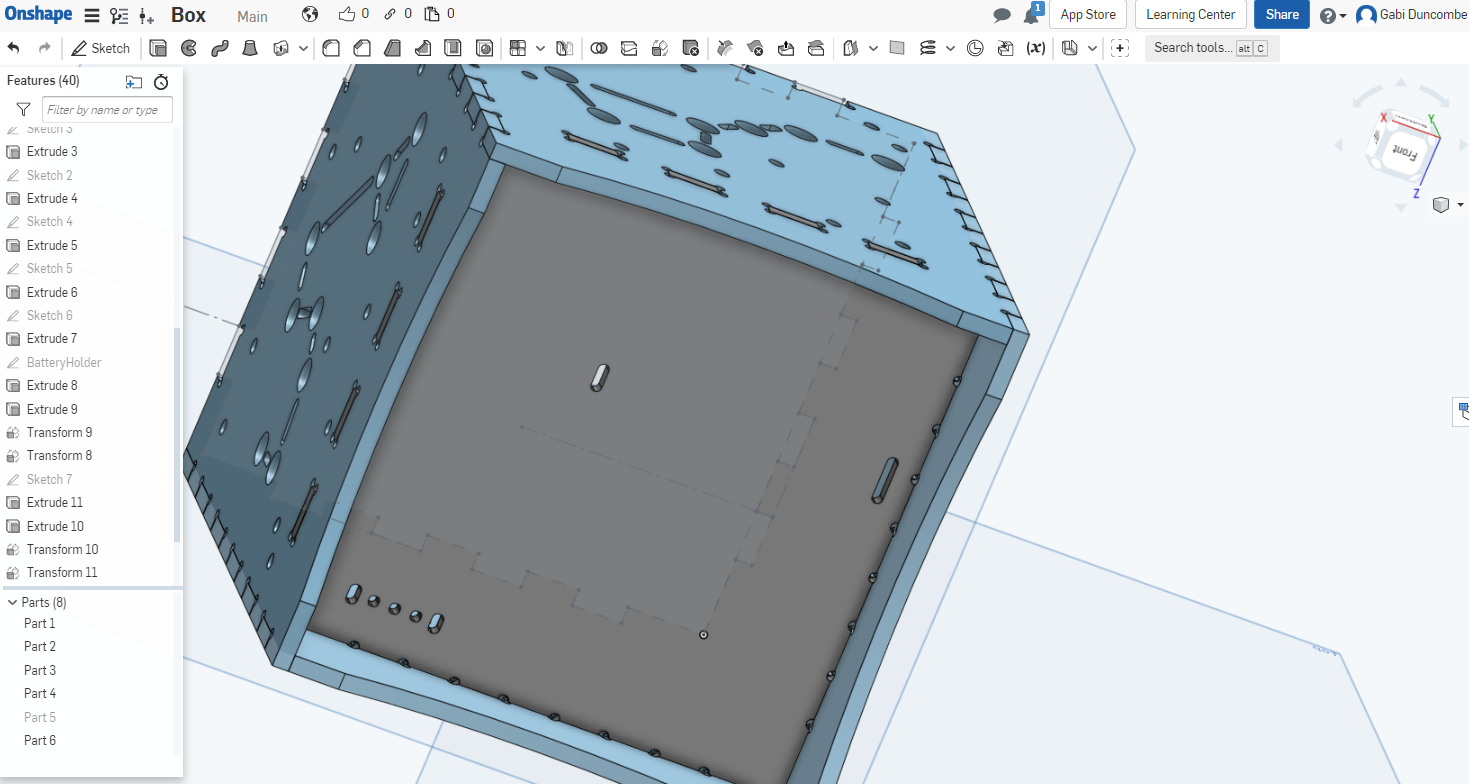 Onshape Box Main 0 0 0 1 App Store Learning Center Share Gabi Duncombe
Sketch Search tools... alt C
Features (40)
Filter by name or type
Sketch 3
Extrude 3
Sketch 2
Extrude 4
Sketch 4
Extrude 5
Sketch 5
Extrude 6
Sketch 6
Extrude 7
BatteryHolder
Extrude 8
Extrude 9
Transform 9
Transform 8
Sketch 7
Extrude 11
Extrude 10
Transform 10
Transform 11
Parts (8)
Part 1
Part 2
Part 3
Part 4
Part 5
Part 6
X
Y
Front
Z